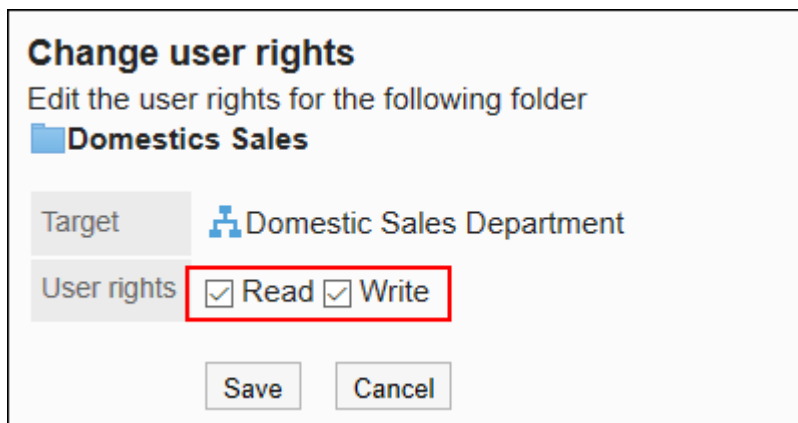 Change user rights
Edit the user rights for the following folder
Domestics Sales
Target Domestic Sales Department
User rights Read Write
Save Cancel